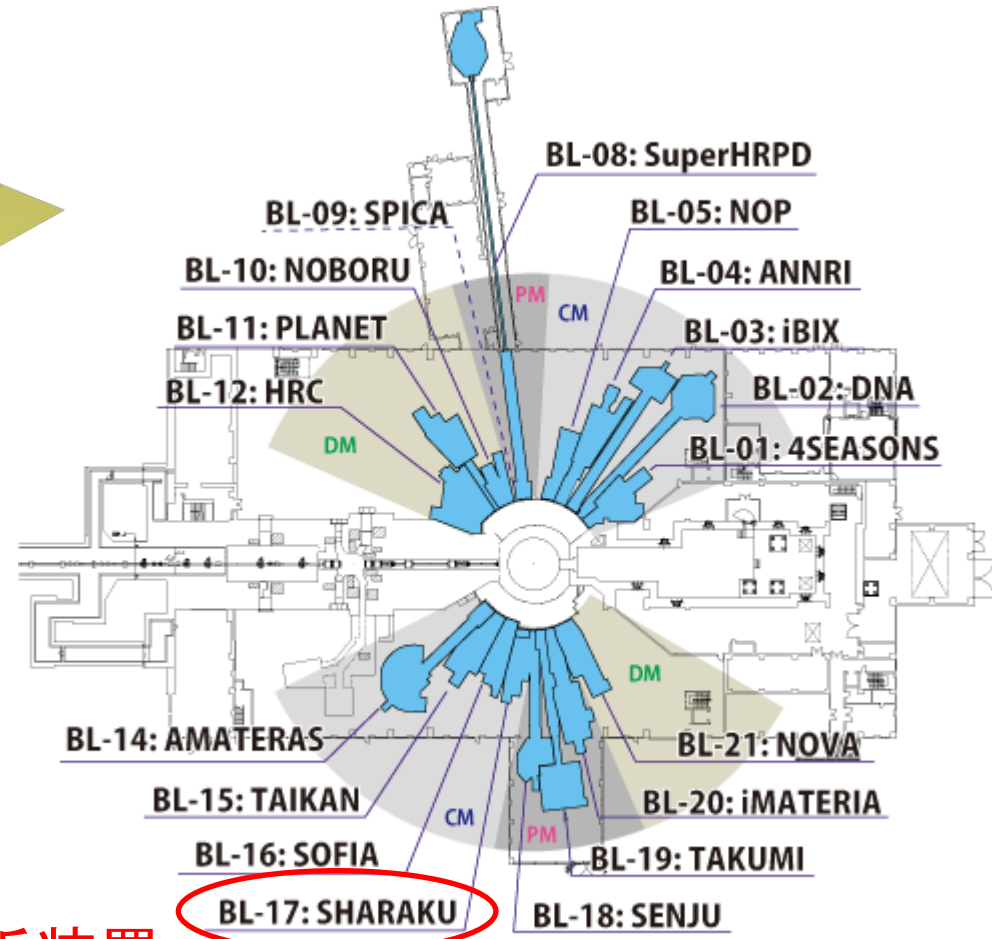 BL-08: SuperHRPD
BL-09: SPICA
BL-05: NOP
BL-10: NOBORU
BL-04: ANNRI
PM
CM
BL-11: PLANET
BL-03: iBIX
BL-12: HRC
BL-02: DNA
DM
BL-01: 4SEASONS
DM
BL-14: AMATERAS
BL-21: NOVA
BL-15: TAIKAN
CM
PM
BL-20: iMATERIA
BL-16: SOFIA
BL-19: TAKUMI
BL-17: SHARAKU
BL-18: SENJU